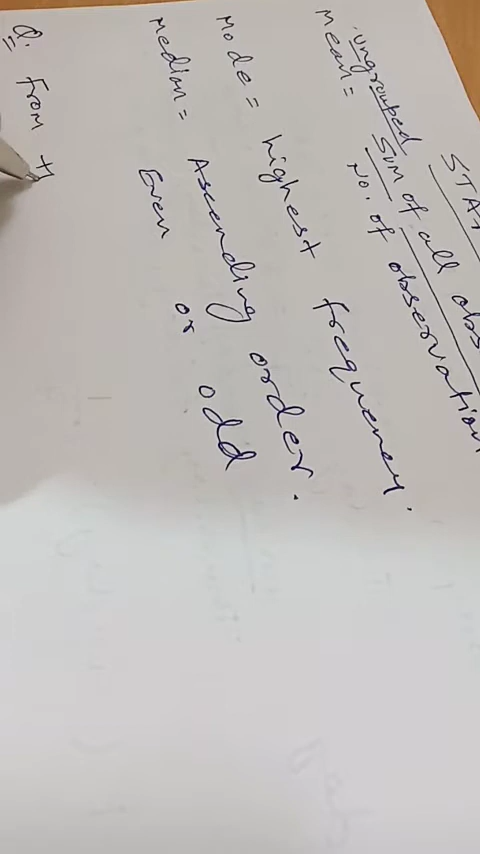 STAT
Ungrouped
Mean = Sum of all obs
No. of observation
Mode = highest frequency.
Median = Ascending order.
Even or odd
Q. From